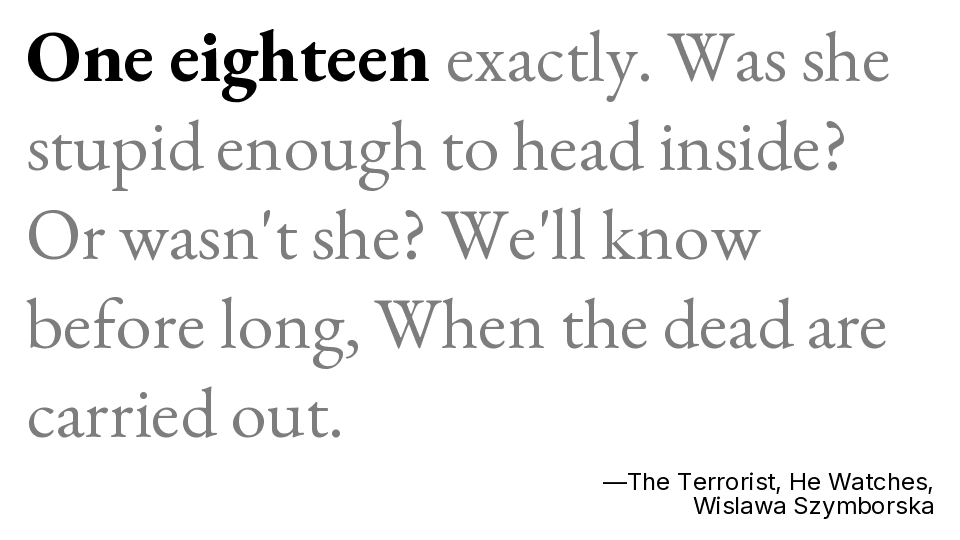 One eighteen exactly. Was she
stupid enough to head inside?
Or wasn't she? We'll know
before long, When the dead are
carried out.
—The Terrorist, He Watches,
Wislawa Szymborska